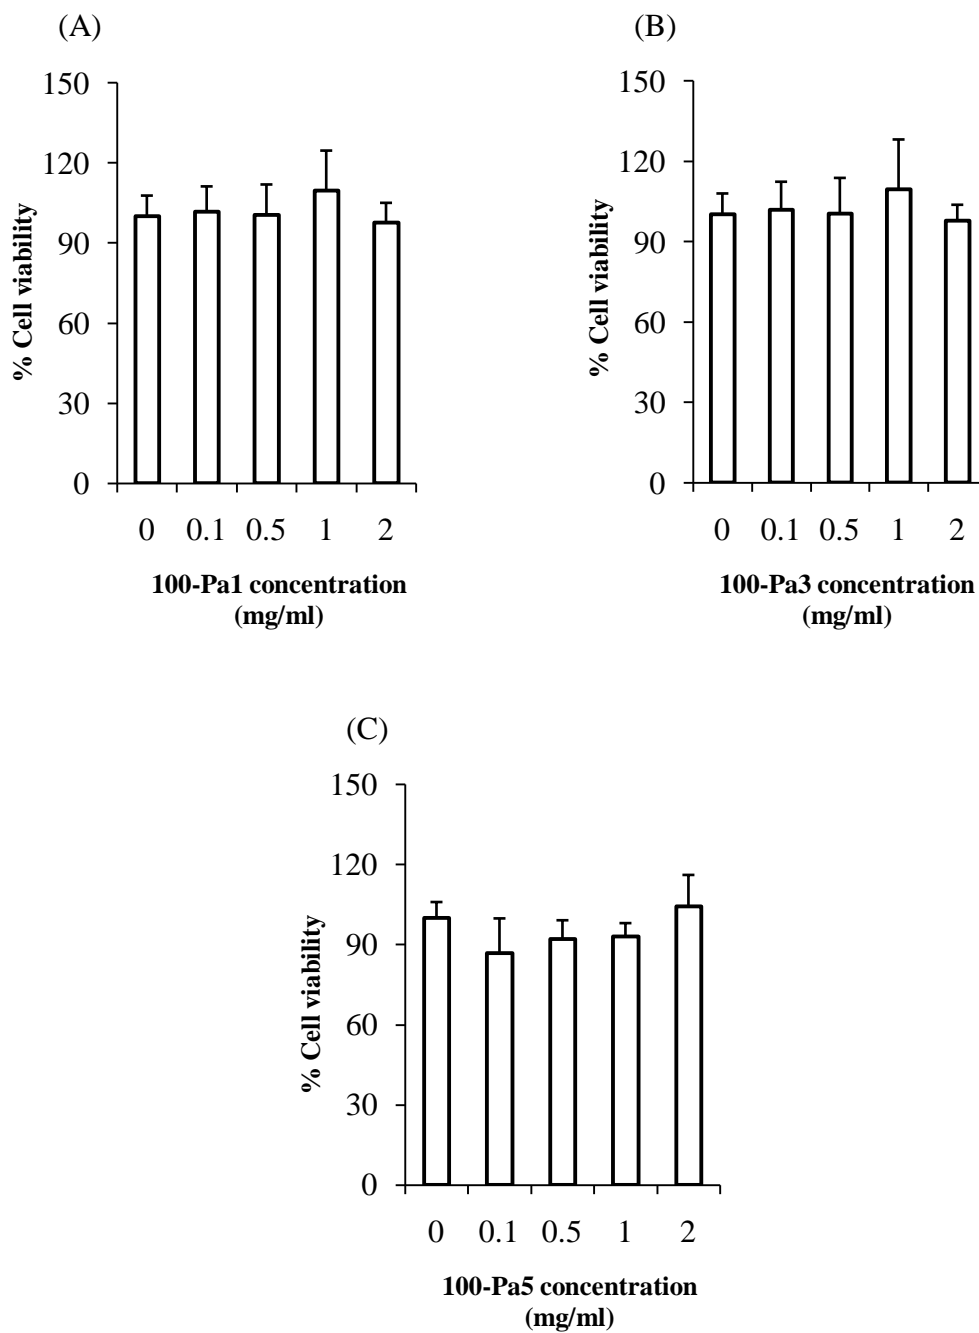 (A)
150
120
90
60
30
0
% Cell viability
0 0.1 0.5 1 2
100-Pa1 concentration
(mg/ml)
(B)
150
120
90
60
30
0
% Cell viability
0 0.1 0.5 1 2
100-Pa3 concentration
(mg/ml)
(C)
150
120
90
60
30
0
% Cell viability
0 0.1 0.5 1 2
100-Pa5 concentration
(mg/ml)